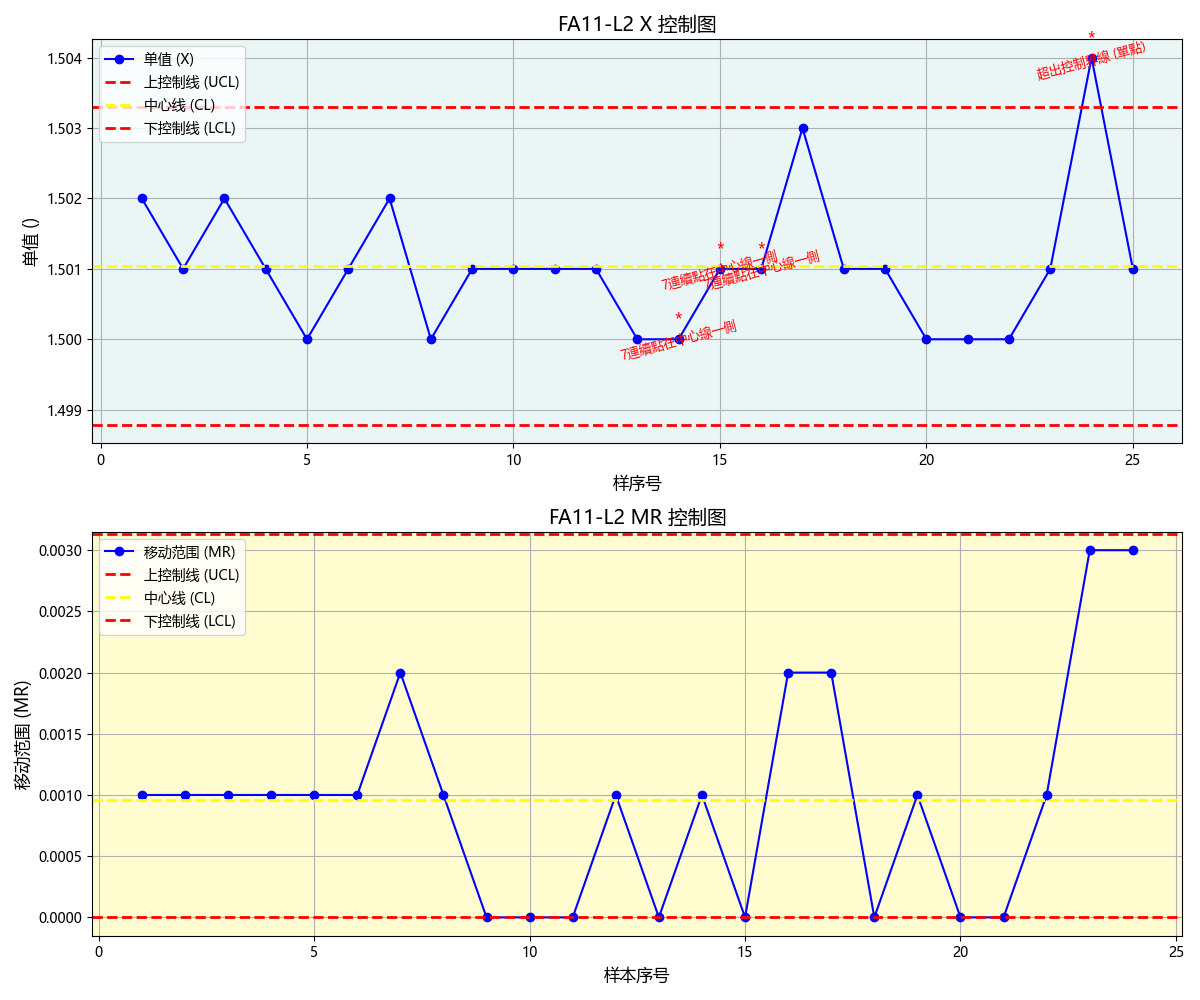 FA11-L2 X 控制图
单值 (X)
上控制线 (UCL)
中心线 (CL)
下控制线 (LCL)
超出控制界線 (單點)
7連續點在中心線一側
7連續點在中心線一側
7連續點在中心線一側
*
*
*
*
1.504
1.503
1.502
1.501
1.500
1.499
单值 ()
0 5 10 15 20 25
样序号
FA11-L2 MR 控制图
移动范围 (MR)
上控制线 (UCL)
中心线 (CL)
下控制线 (LCL)
0.0030
0.0025
0.0020
0.0015
0.0010
0.0005
0.0000
移动范围 (MR)
0 5 10 15 20 25
样本序号